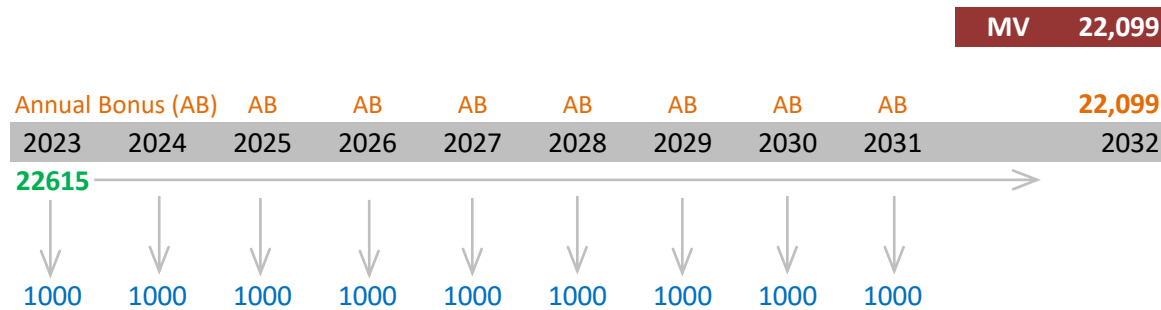 MV 22,099
Annual Bonus (AB) AB AB AB AB AB AB AB 22,099
2023 2024 2025 2026 2027 2028 2029 2030 2031 2032
22615
1000 1000 1000 1000 1000 1000 1000 1000 1000